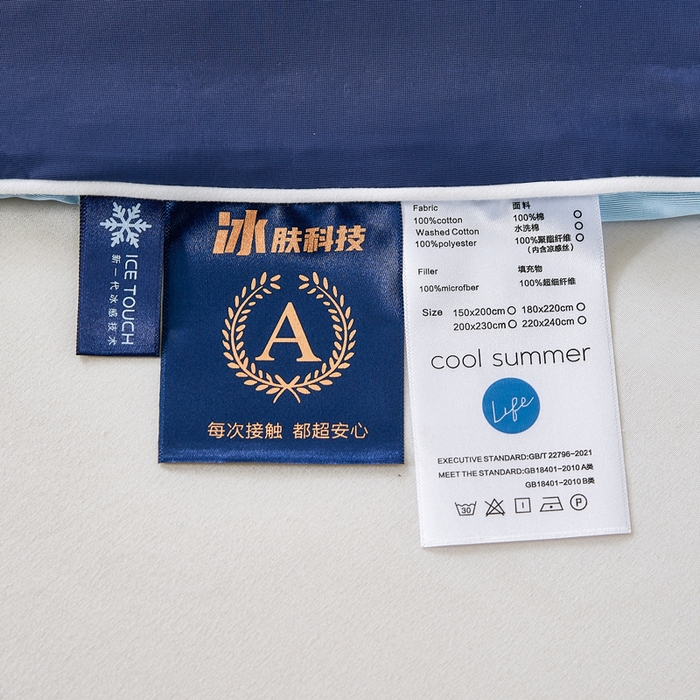 ICE TOUCH
新一代冰感技术
冰肤科技
A
每次接触 都超安心
Fabric 面料
100%cotton 100%棉
Washed Cotton 水洗棉
100%polyester 100%聚酯纤维
(内含凉感丝)
Filler 填充物
100%microfber 100%超细纤维
Size 150x200cm 180x220cm
200x230cm 220x240cm
cool summer
Life
EXECUTIVE STANDARD:GB/T 22796-2021
MEET THE STANDARD:GB18401-2010 A类
GB18401-2010 B类
30
P